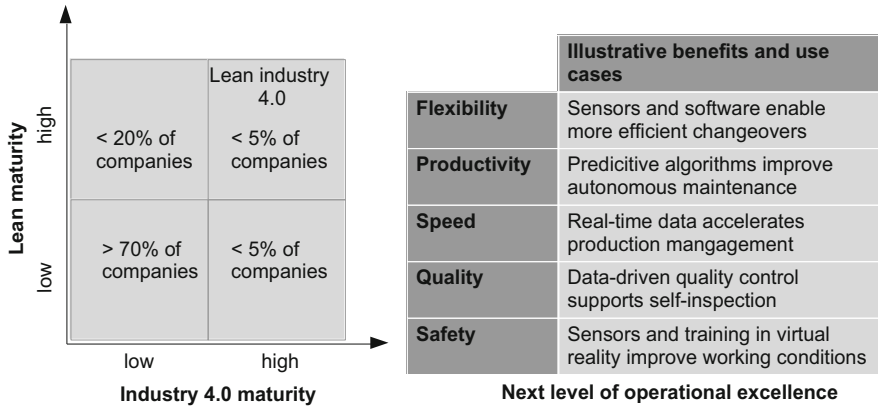 Lean maturity
high
low
Lean industry
4.0
< 20% of
companies
< 5% of
companies
> 70% of
companies
< 5% of
companies
low
high
Industry 4.0 maturity
Illustrative benefits and use
cases
Flexibility
Sensors and software enable
more efficient changeovers
Productivity
Predicitive algorithms improve
autonomous maintenance
Speed
Real-time data accelerates
production mangagement
Quality
Data-driven quality control
supports self-inspection
Safety
Sensors and training in virtual
reality improve working conditions
Next level of operational excellence